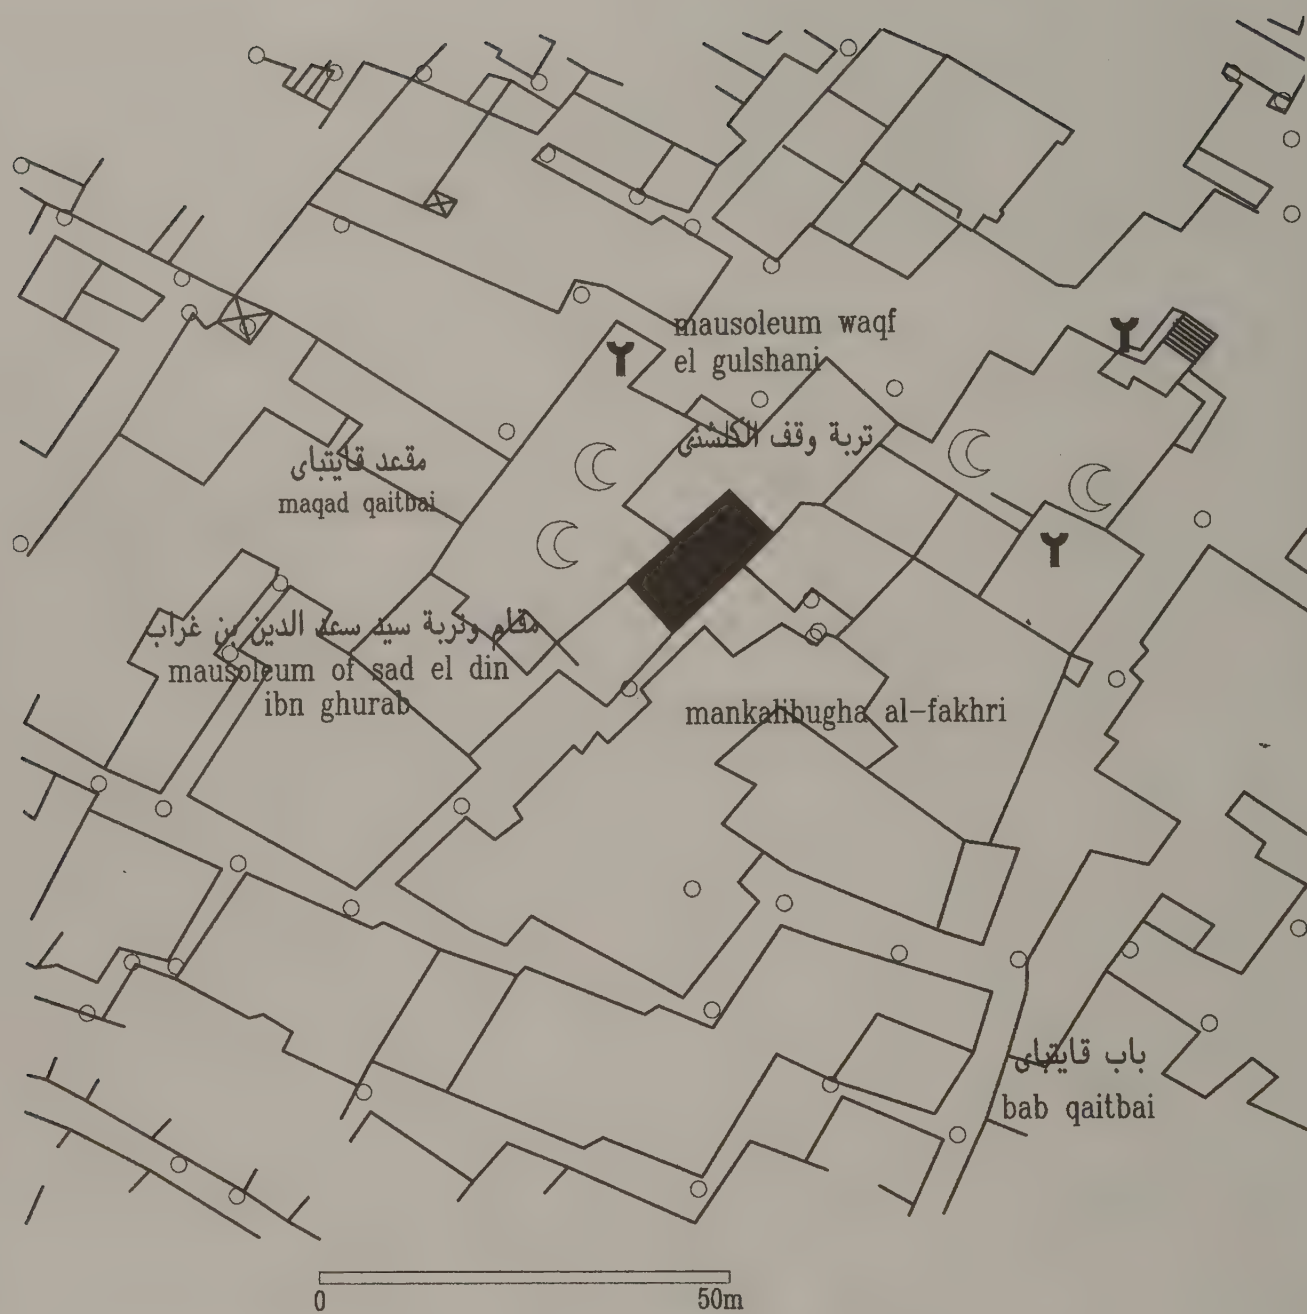 mausoleum waqf
el gulshani
تربة وقف الگلشنى
مقعد قايتباى
maqad qaitbai
مقام وتربة سيد سعد الدين بن غراب
mausoleum of sad el din
ibn ghurab
mankalibugha al-fakhri
باب قايتباى
bab qaitbai
0 50m